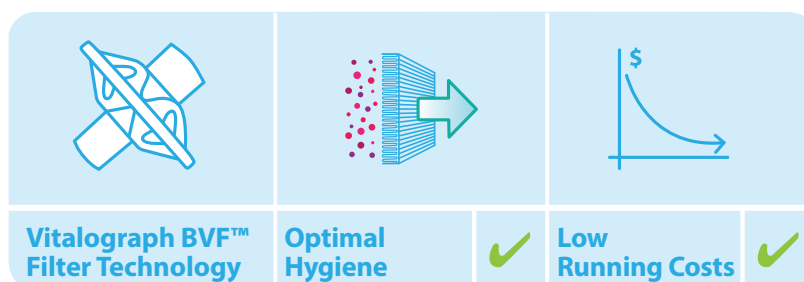 $
Vitalograph BVF™
Filter Technology
Optimal
Hygiene
Low
Running Costs